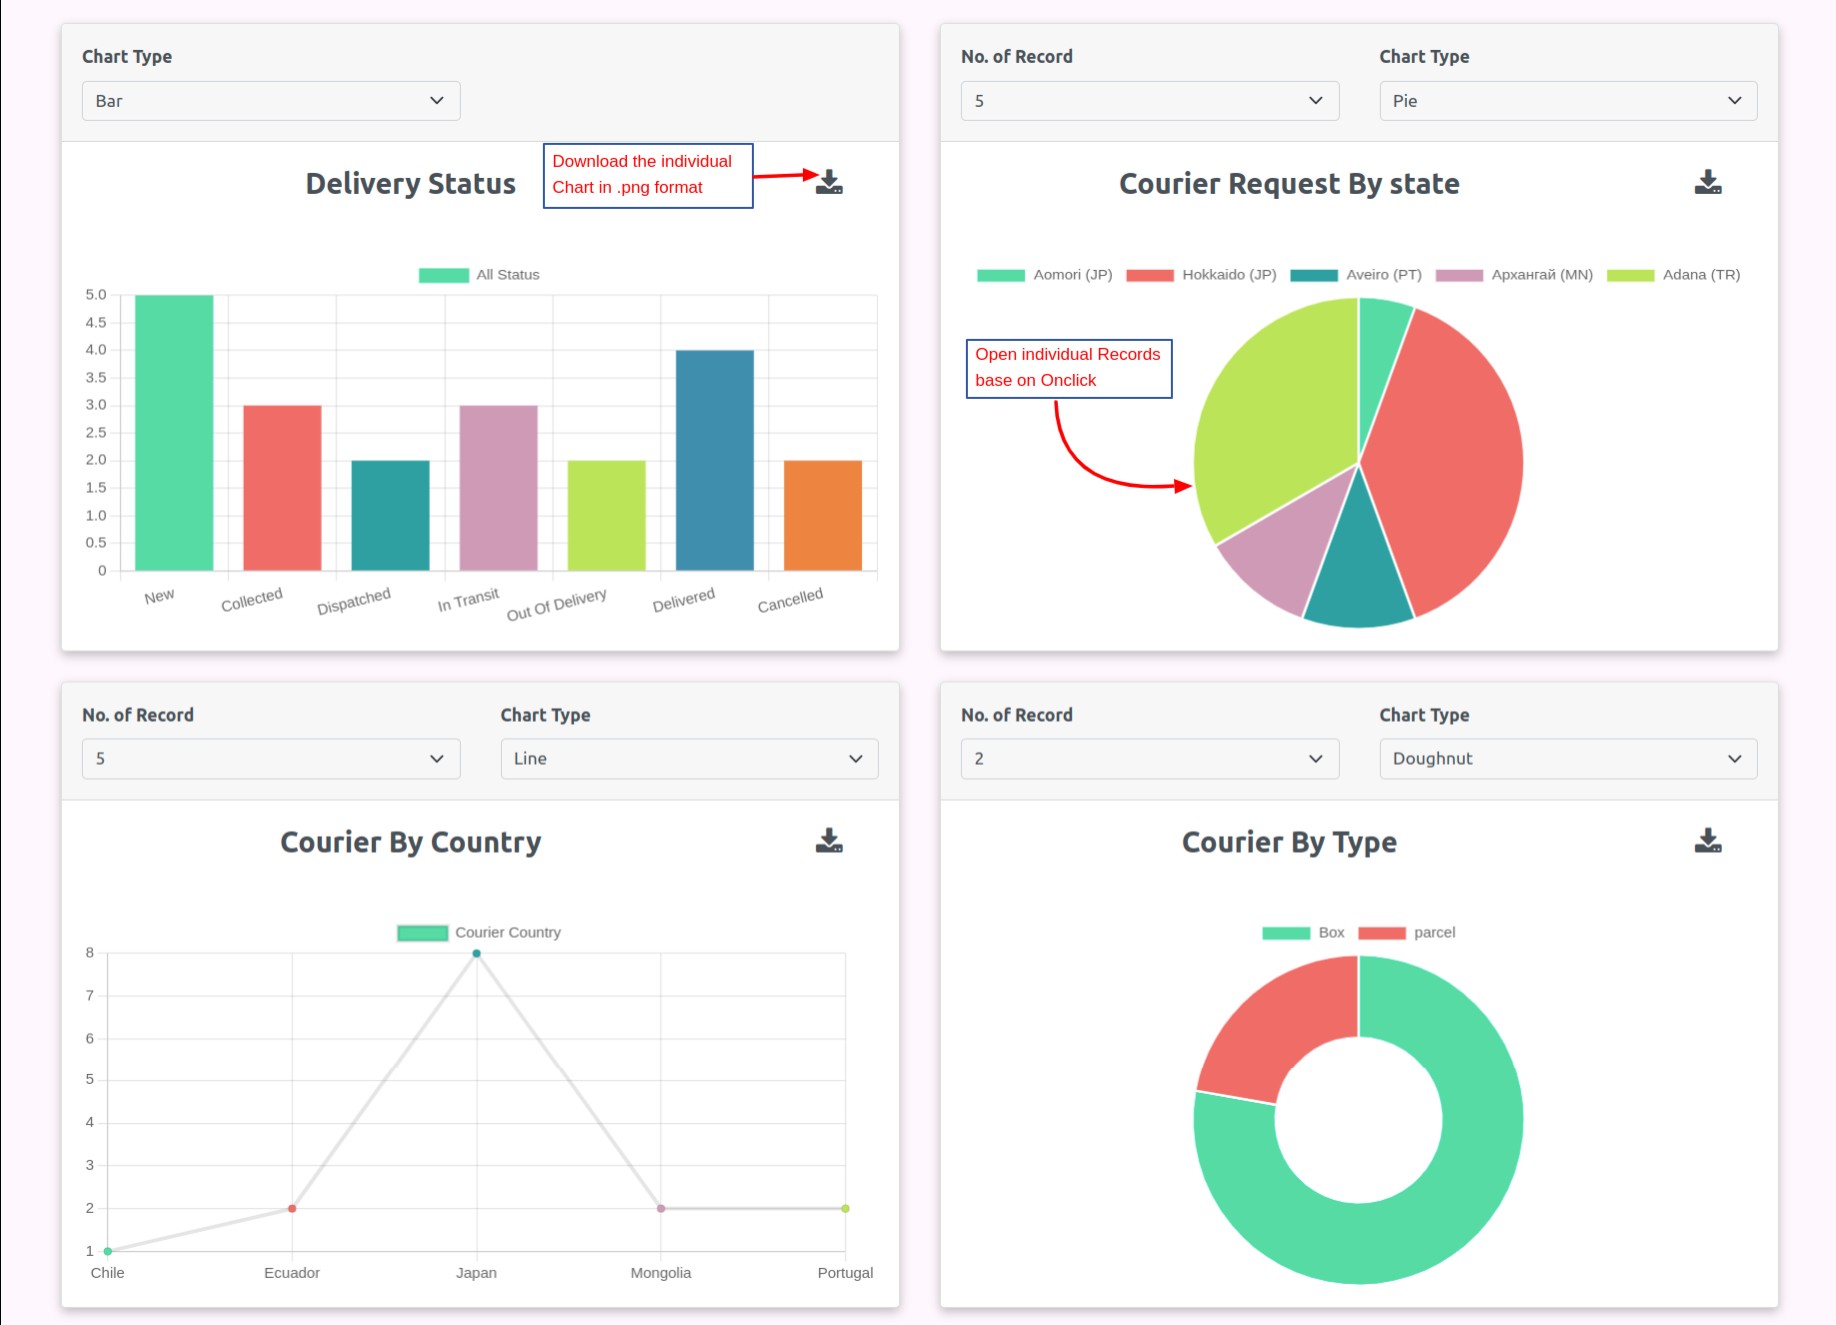 Chart Type
Bar
Delivery Status
Download the individual
Chart in .png format
All Status
5.0
4.5
4.0
3.5
3.0
2.5
2.0
1.5
1.0
0.5
0
New
Collected
Dispatched
In Transit
Out Of Delivery
Delivered
Cancelled
No. of Record
Chart Type
5
Pie
Courier Request By state
Aomori (JP) Hokkaido (JP) Aveiro (PT) Архангай (MN) Adana (TR)
Open individual Records
base on Onclick
No. of Record
Chart Type
5
Line
Courier By Country
Courier Country
8
7
6
5
4
3
2
1
Chile
Ecuador
Japan
Mongolia
Portugal
No. of Record
Chart Type
2
Doughnut
Courier By Type
Box parcel